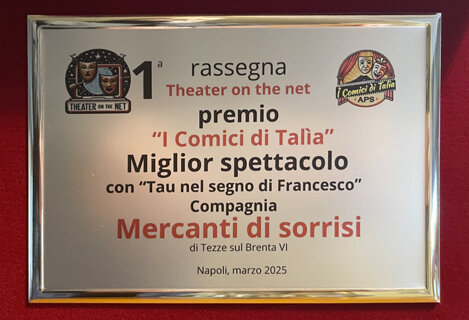 THEATER ON THE NET
1ª rassegna
Theater on the net
I Comici di Talìa
APS
premio
“I Comici di Talìa”
Miglior spettacolo
con “Tau nel segno di Francesco”
Compagnia
Mercanti di sorrisi
di Tezze sul Brenta VI
Napoli, marzo 2025